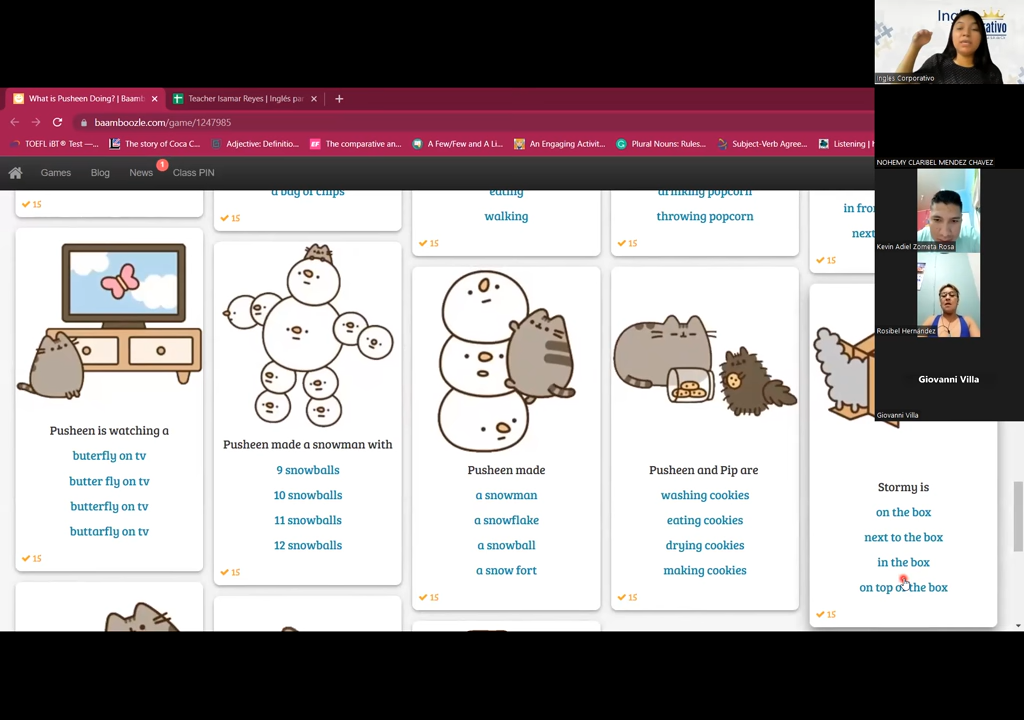 Inglés Corporativo
What is Pusheen Doing? | Baamb
Teacher Isamar Reyes | Inglés par
baamboozle.com/game/1247985
TOEFL iBT® Test —...
The story of Coca C...
Adjective: Definitio...
The comparative an...
A Few/Few and A Li...
An Engaging Activit...
Plural Nouns: Rules...
Subject-Verb Agree...
Listening |
NOHEMY CLARIBEL MENDEZ CHAVEZ
Games
Blog
News
1
Class PIN
a bag of chips
eating
drinking popcorn
15
15
walking
throwing popcorn
in fro
next
15
15
15
Kevin Adiel Zometa Rosa
Rosibel Hernández
Giovanni Villa
Giovanni Villa
Pusheen is watching a
buterfly on tv
butter fly on tv
butterfly on tv
buttarfly on tv
15
Pusheen made a snowman with
9 snowballs
10 snowballs
11 snowballs
12 snowballs
15
Pusheen made
a snowman
a snowflake
a snowball
a snow fort
15
Pusheen and Pip are
washing cookies
eating cookies
drying cookies
making cookies
15
Stormy is
on the box
next to the box
in the box
on top of the box
15